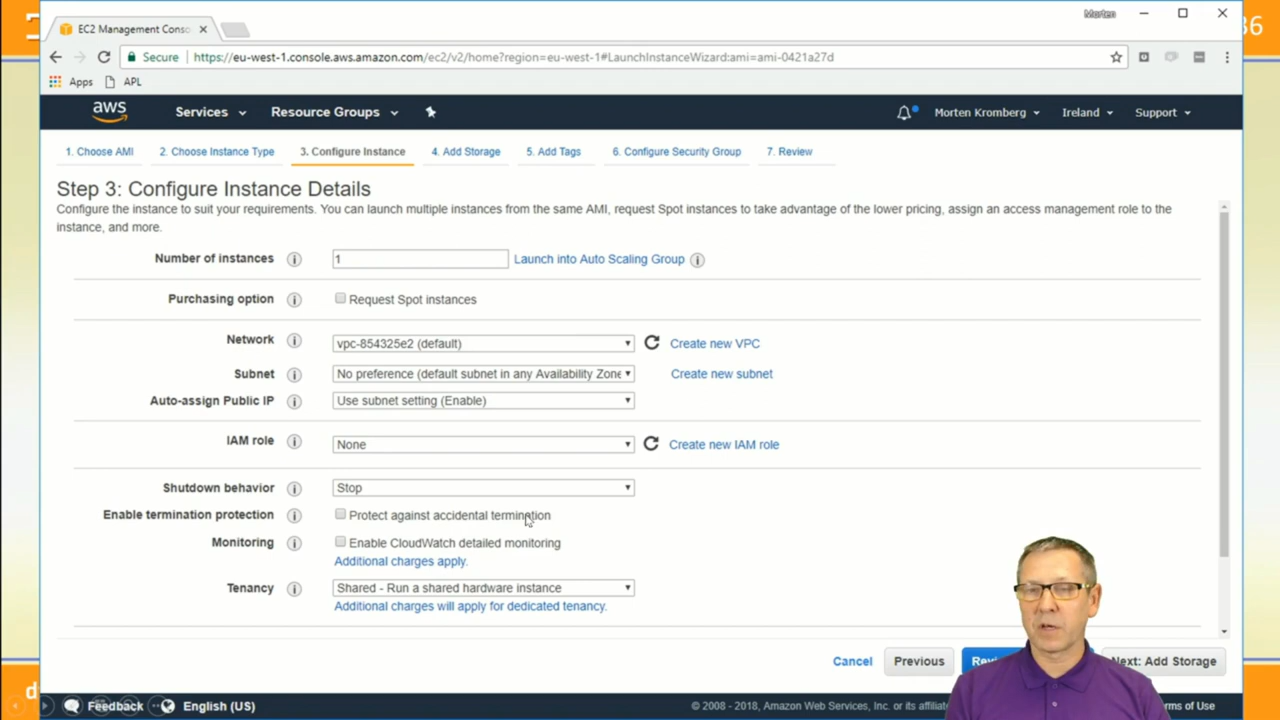 Morten
EC2 Management Conso
36
Secure
https://eu-west-1.console.aws.amazon.com/ec2/v2/home?region=eu-west-1#LaunchInstanceWizard:ami=ami-0421a27d
Apps
APL
aws
Services
Resource Groups
Morten Kromberg
Ireland
Support
1. Choose AMI
2. Choose Instance Type
3. Configure Instance
4. Add Storage
5. Add Tags
6. Configure Security Group
7. Review
Step 3: Configure Instance Details
Configure the instance to suit your requirements. You can launch multiple instances from the same AMI, request Spot instances to take advantage of the lower pricing, assign an access management role to the
instance, and more.
Number of instances
1
Launch into Auto Scaling Group
Purchasing option
Request Spot instances
Network
vpc-854325e2 (default)
Create new VPC
Subnet
No preference (default subnet in any Availability Zone
Create new subnet
Auto-assign Public IP
Use subnet setting (Enable)
IAM role
None
Create new IAM role
Shutdown behavior
Stop
Enable termination protection
Protect against accidental termination
Monitoring
Enable CloudWatch detailed monitoring
Additional charges apply.
Tenancy
Shared - Run a shared hardware instance
Additional charges will apply for dedicated tenancy.
Cancel
Previous
Next: Add Storage
Feedback
English (US)
© 2008 - 2018, Amazon Web Services, Inc. or its affiliat
rms of Use